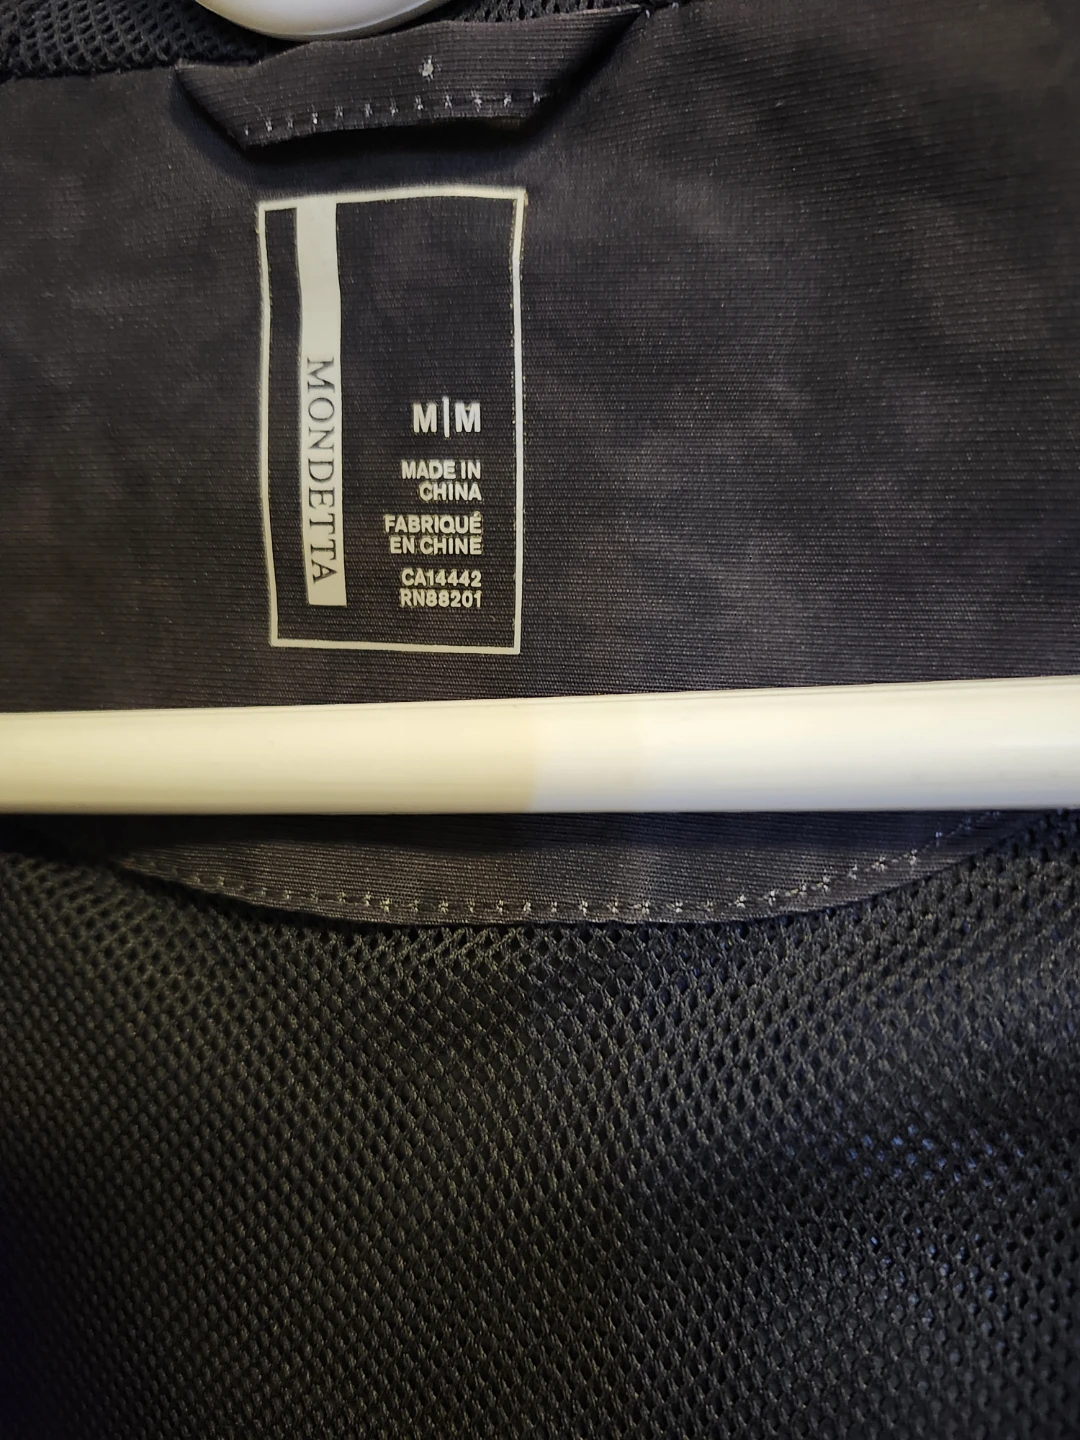 MONDETTA
M|M
MADE IN
CHINA
FABRIQUÉ
EN CHINE
CA14442
RN88201